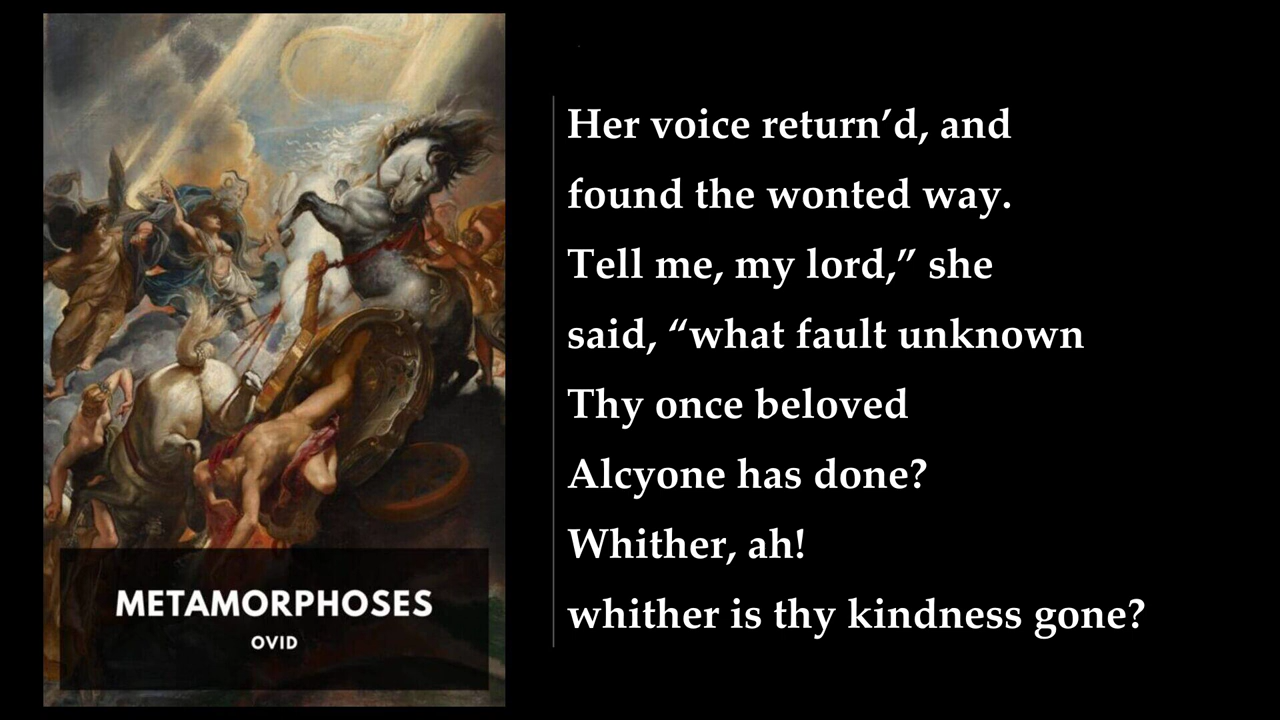 METAMORPHOSES
OVID
Her voice return’d, and
found the wonted way.
Tell me, my lord,” she
said, “what fault unknown
Thy once beloved
Alcyone has done?
Whither, ah!
whither is thy kindness gone?